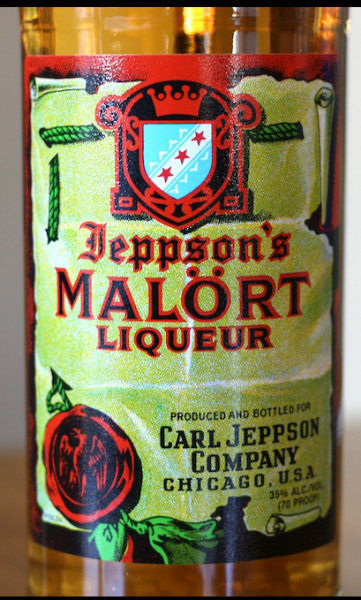 Jeppson's
MALÖRT
LIQUEUR
PRODUCED AND BOTTLED FOR
CARL JEPPSON
COMPANY
CHICAGO, U.S.A
35% ALC/VOL
(70 PROOF)